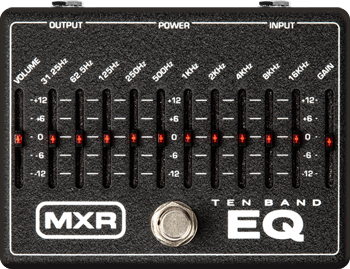 OUTPUT POWER INPUT
VOLUME 31.25Hz 62.5Hz 125Hz 250Hz 500Hz 1KHz 2KHz 4KHz 8KHz 16KHz GAIN
+12 +12 +12
+6 +6 +6
0 0 0
-6 -6 -6
-12 -12 -12
MXR
TEN BAND
EQ